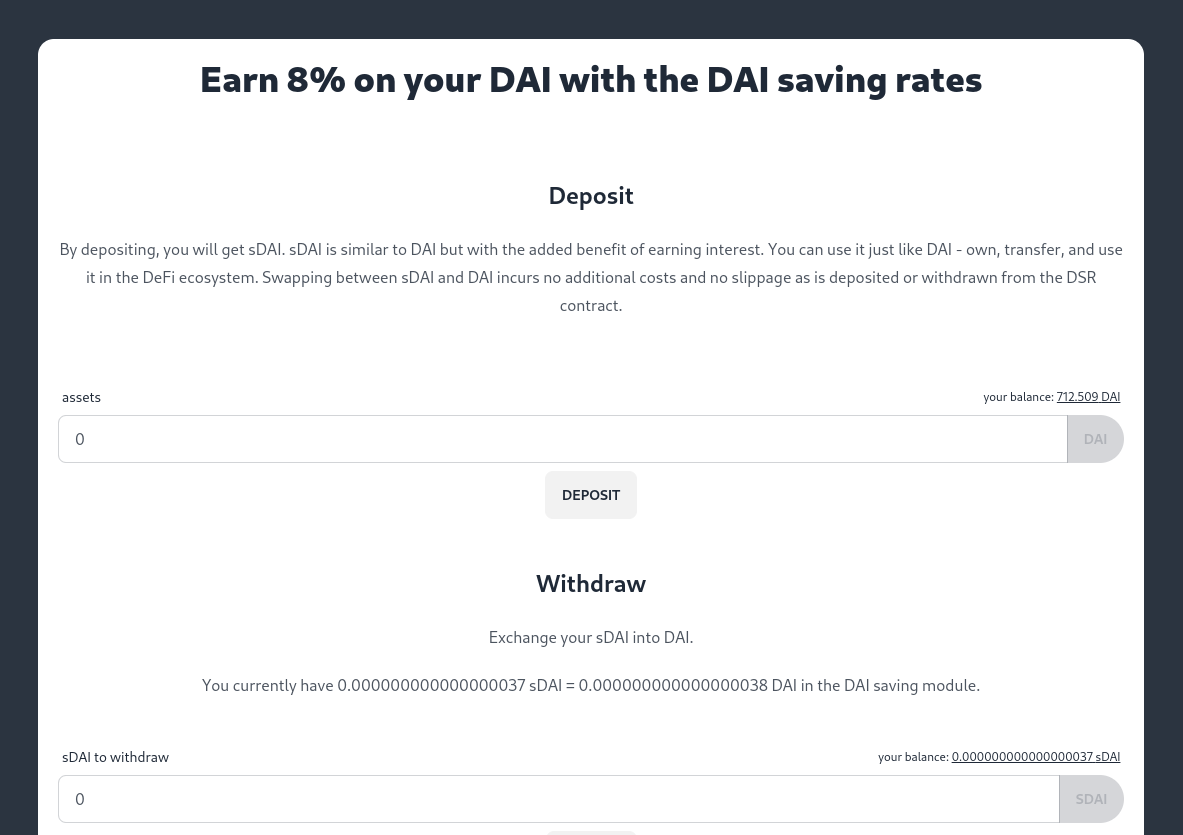 Earn 8% on your DAI with the DAI saving rates
Deposit
By depositing, you will get sDAI. sDAI is similar to DAI but with the added benefit of earning interest. You can use it just like DAI - own, transfer, and use
it in the DeFi ecosystem. Swapping between sDAI and DAI incurs no additional costs and no slippage as is deposited or withdrawn from the DSR
contract.
assets your balance: 712.509 DAI
0 DAI
DEPOSIT
Withdraw
Exchange your sDAI into DAI.
You currently have 0.000000000000000037 sDAI = 0.000000000000000038 DAI in the DAI saving module.
sDAI to withdraw your balance: 0.000000000000000037 sDAI
0 SDAI